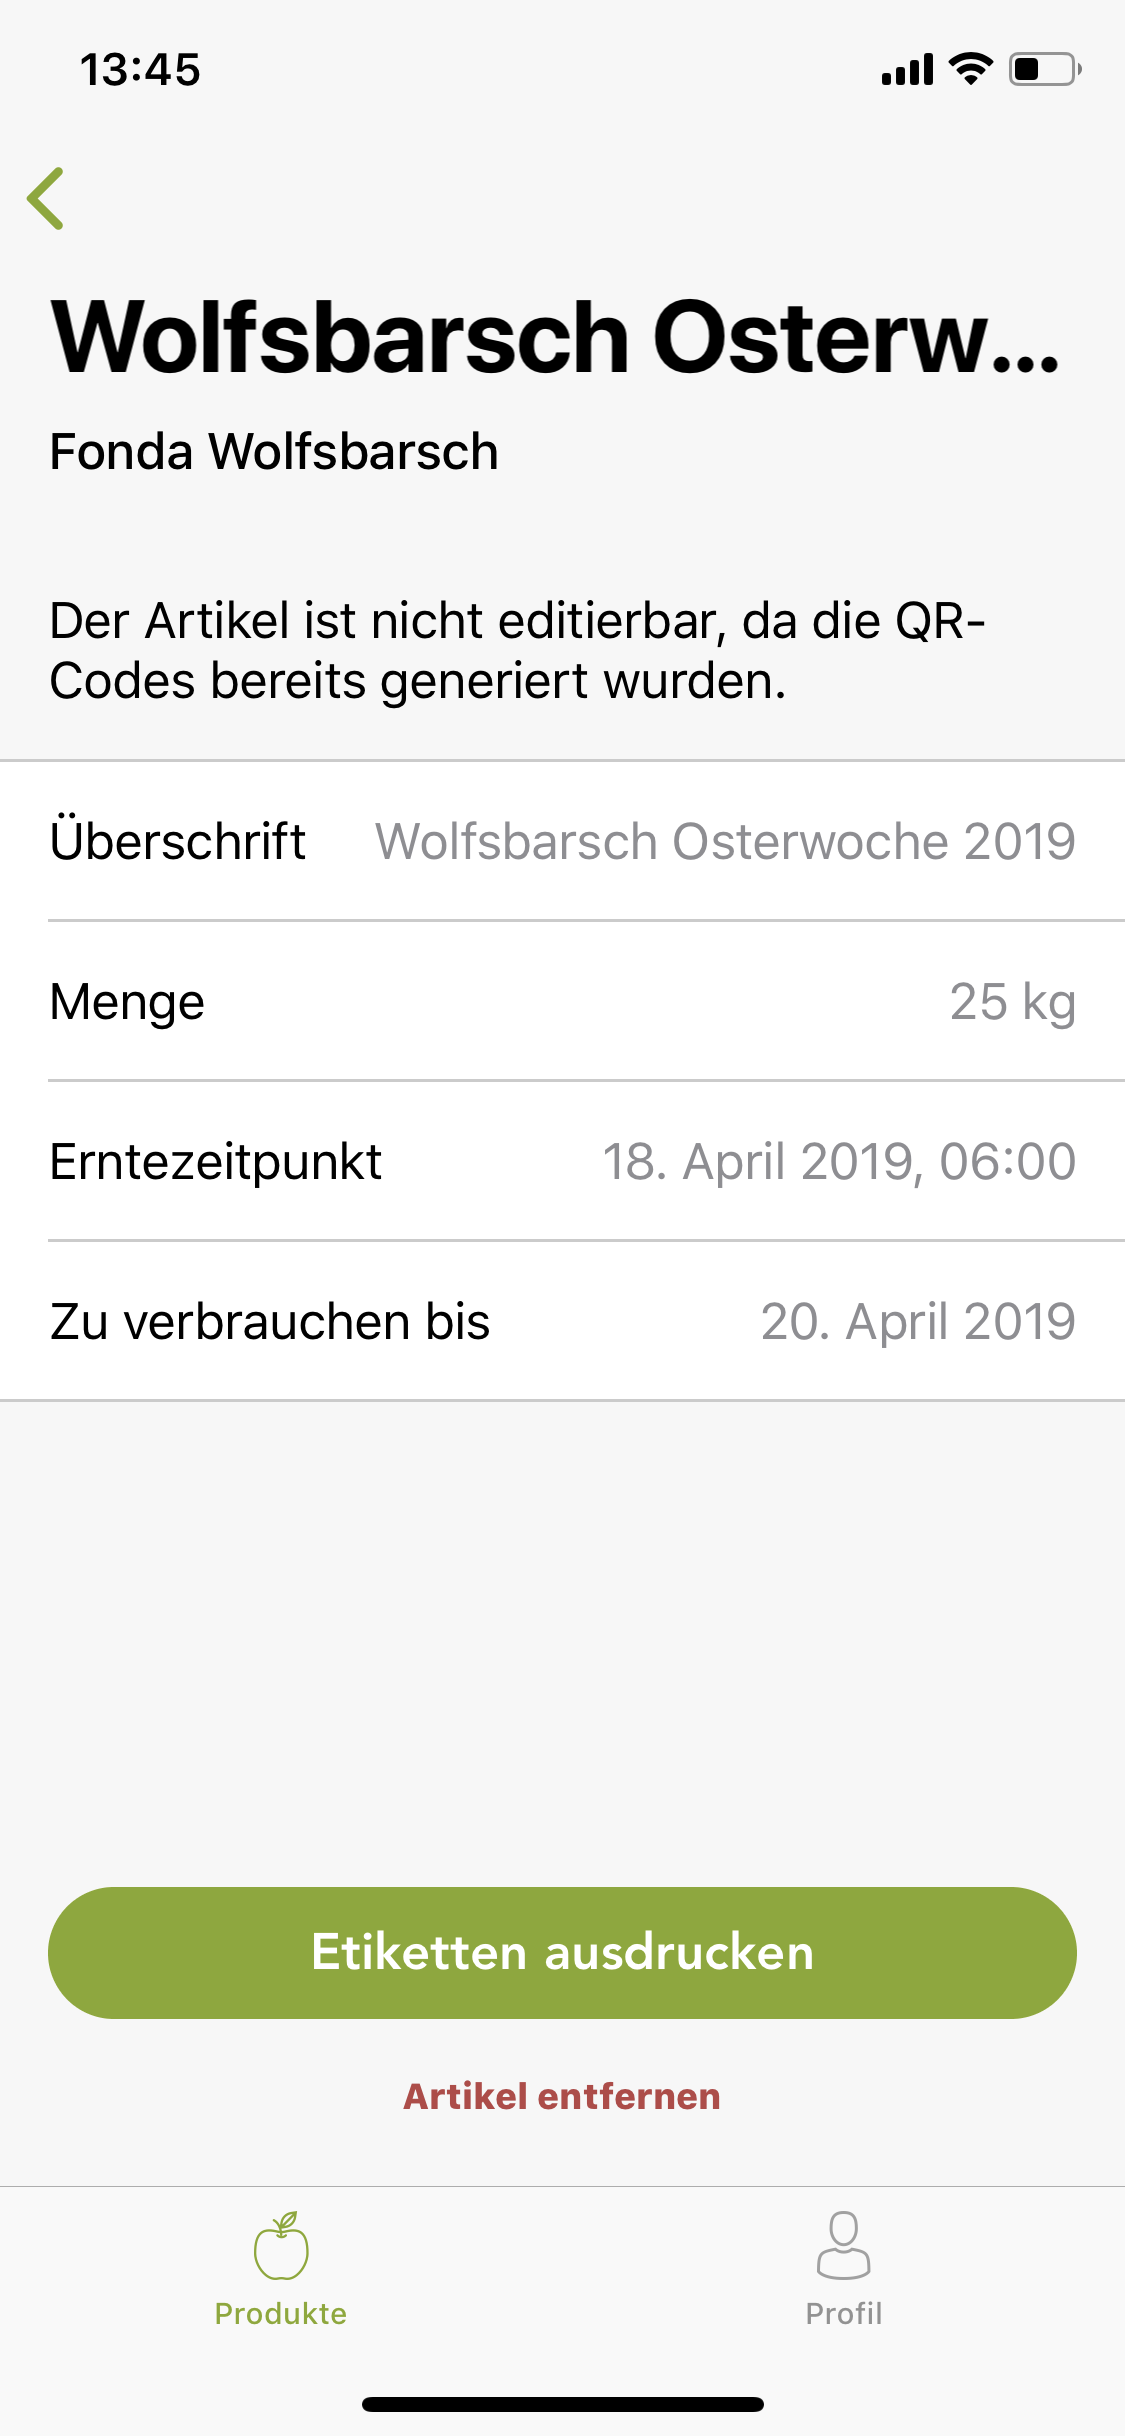 13:45
Wolfsbarsch Osterw...
Fonda Wolfsbarsch
Der Artikel ist nicht editierbar, da die QR-
Codes bereits generiert wurden.
Überschrift Wolfsbarsch Osterwoche 2019
Menge 25 kg
Erntezeitpunkt 18. April 2019, 06:00
Zu verbrauchen bis 20. April 2019
Etiketten ausdrucken
Artikel entfernen
Produkte Profil